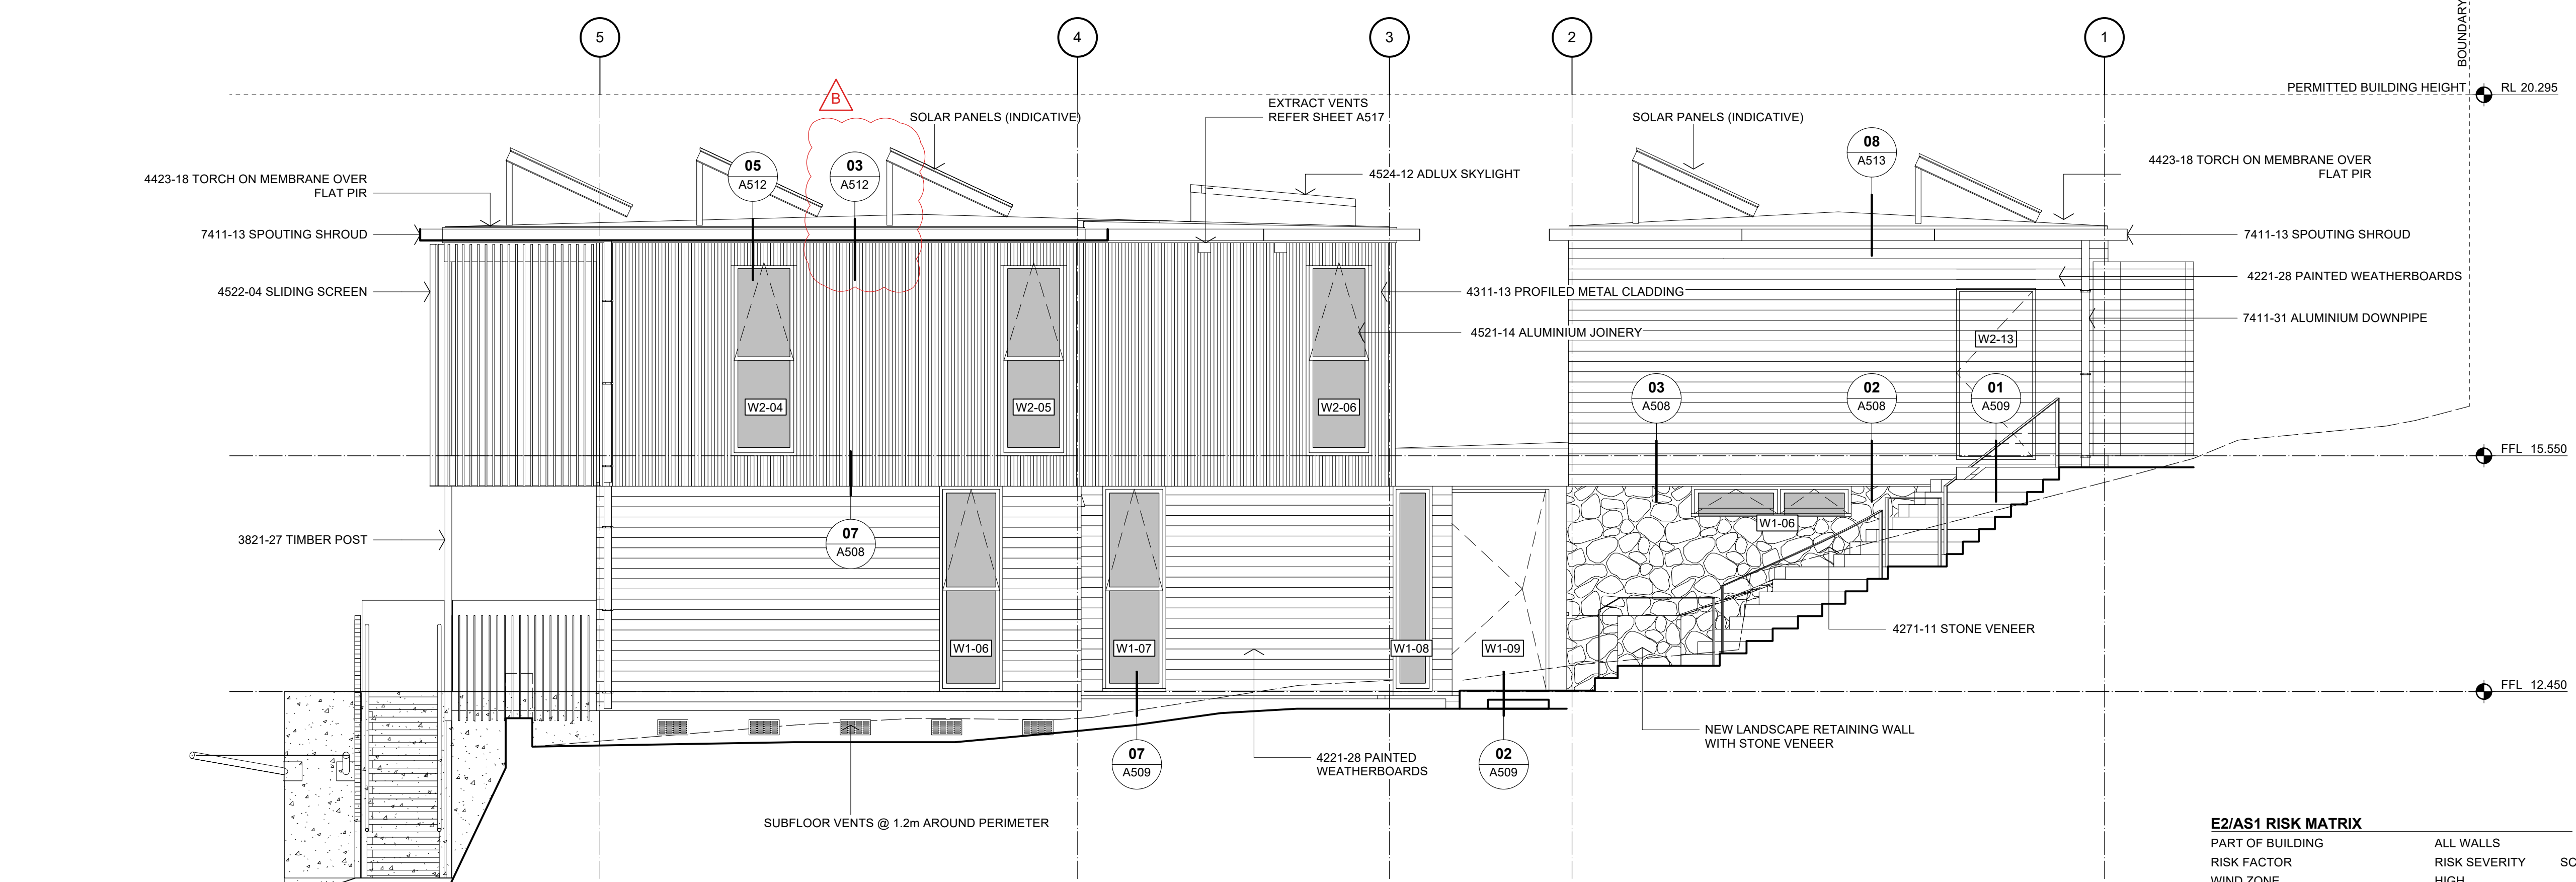 BOUNDARY
5
4
3
2
1
PERMITTED BUILDING HEIGHT
RL 20.295
B
SOLAR PANELS (INDICATIVE)
EXTRACT VENTS
REFER SHEET A517
SOLAR PANELS (INDICATIVE)
05
A512
03
A512
08
A513
4423-18 TORCH ON MEMBRANE OVER
FLAT PIR
4524-12 ADLUX SKYLIGHT
4423-18 TORCH ON MEMBRANE OVER
FLAT PIR
7411-13 SPOUTING SHROUD
7411-13 SPOUTING SHROUD
4522-04 SLIDING SCREEN
4311-13 PROFILED METAL CLADDING
4221-28 PAINTED WEATHERBOARDS
4521-14 ALUMINIUM JOINERY
7411-31 ALUMINIUM DOWNPIPE
W2-13
W2-04
W2-05
W2-06
03
A508
02
A508
01
A509
FFL 15.550
3821-27 TIMBER POST
07
A508
W1-06
W1-06
W1-07
W1-08
W1-09
4271-11 STONE VENEER
FFL 12.450
NEW LANDSCAPE RETAINING WALL
WITH STONE VENEER
07
A509
4221-28 PAINTED
WEATHERBOARDS
02
A509
SUBFLOOR VENTS @ 1.2m AROUND PERIMETER
E2/AS1 RISK MATRIX
PART OF BUILDING ALL WALLS
RISK FACTOR RISK SEVERITY SC
WIND ZONE HIGH